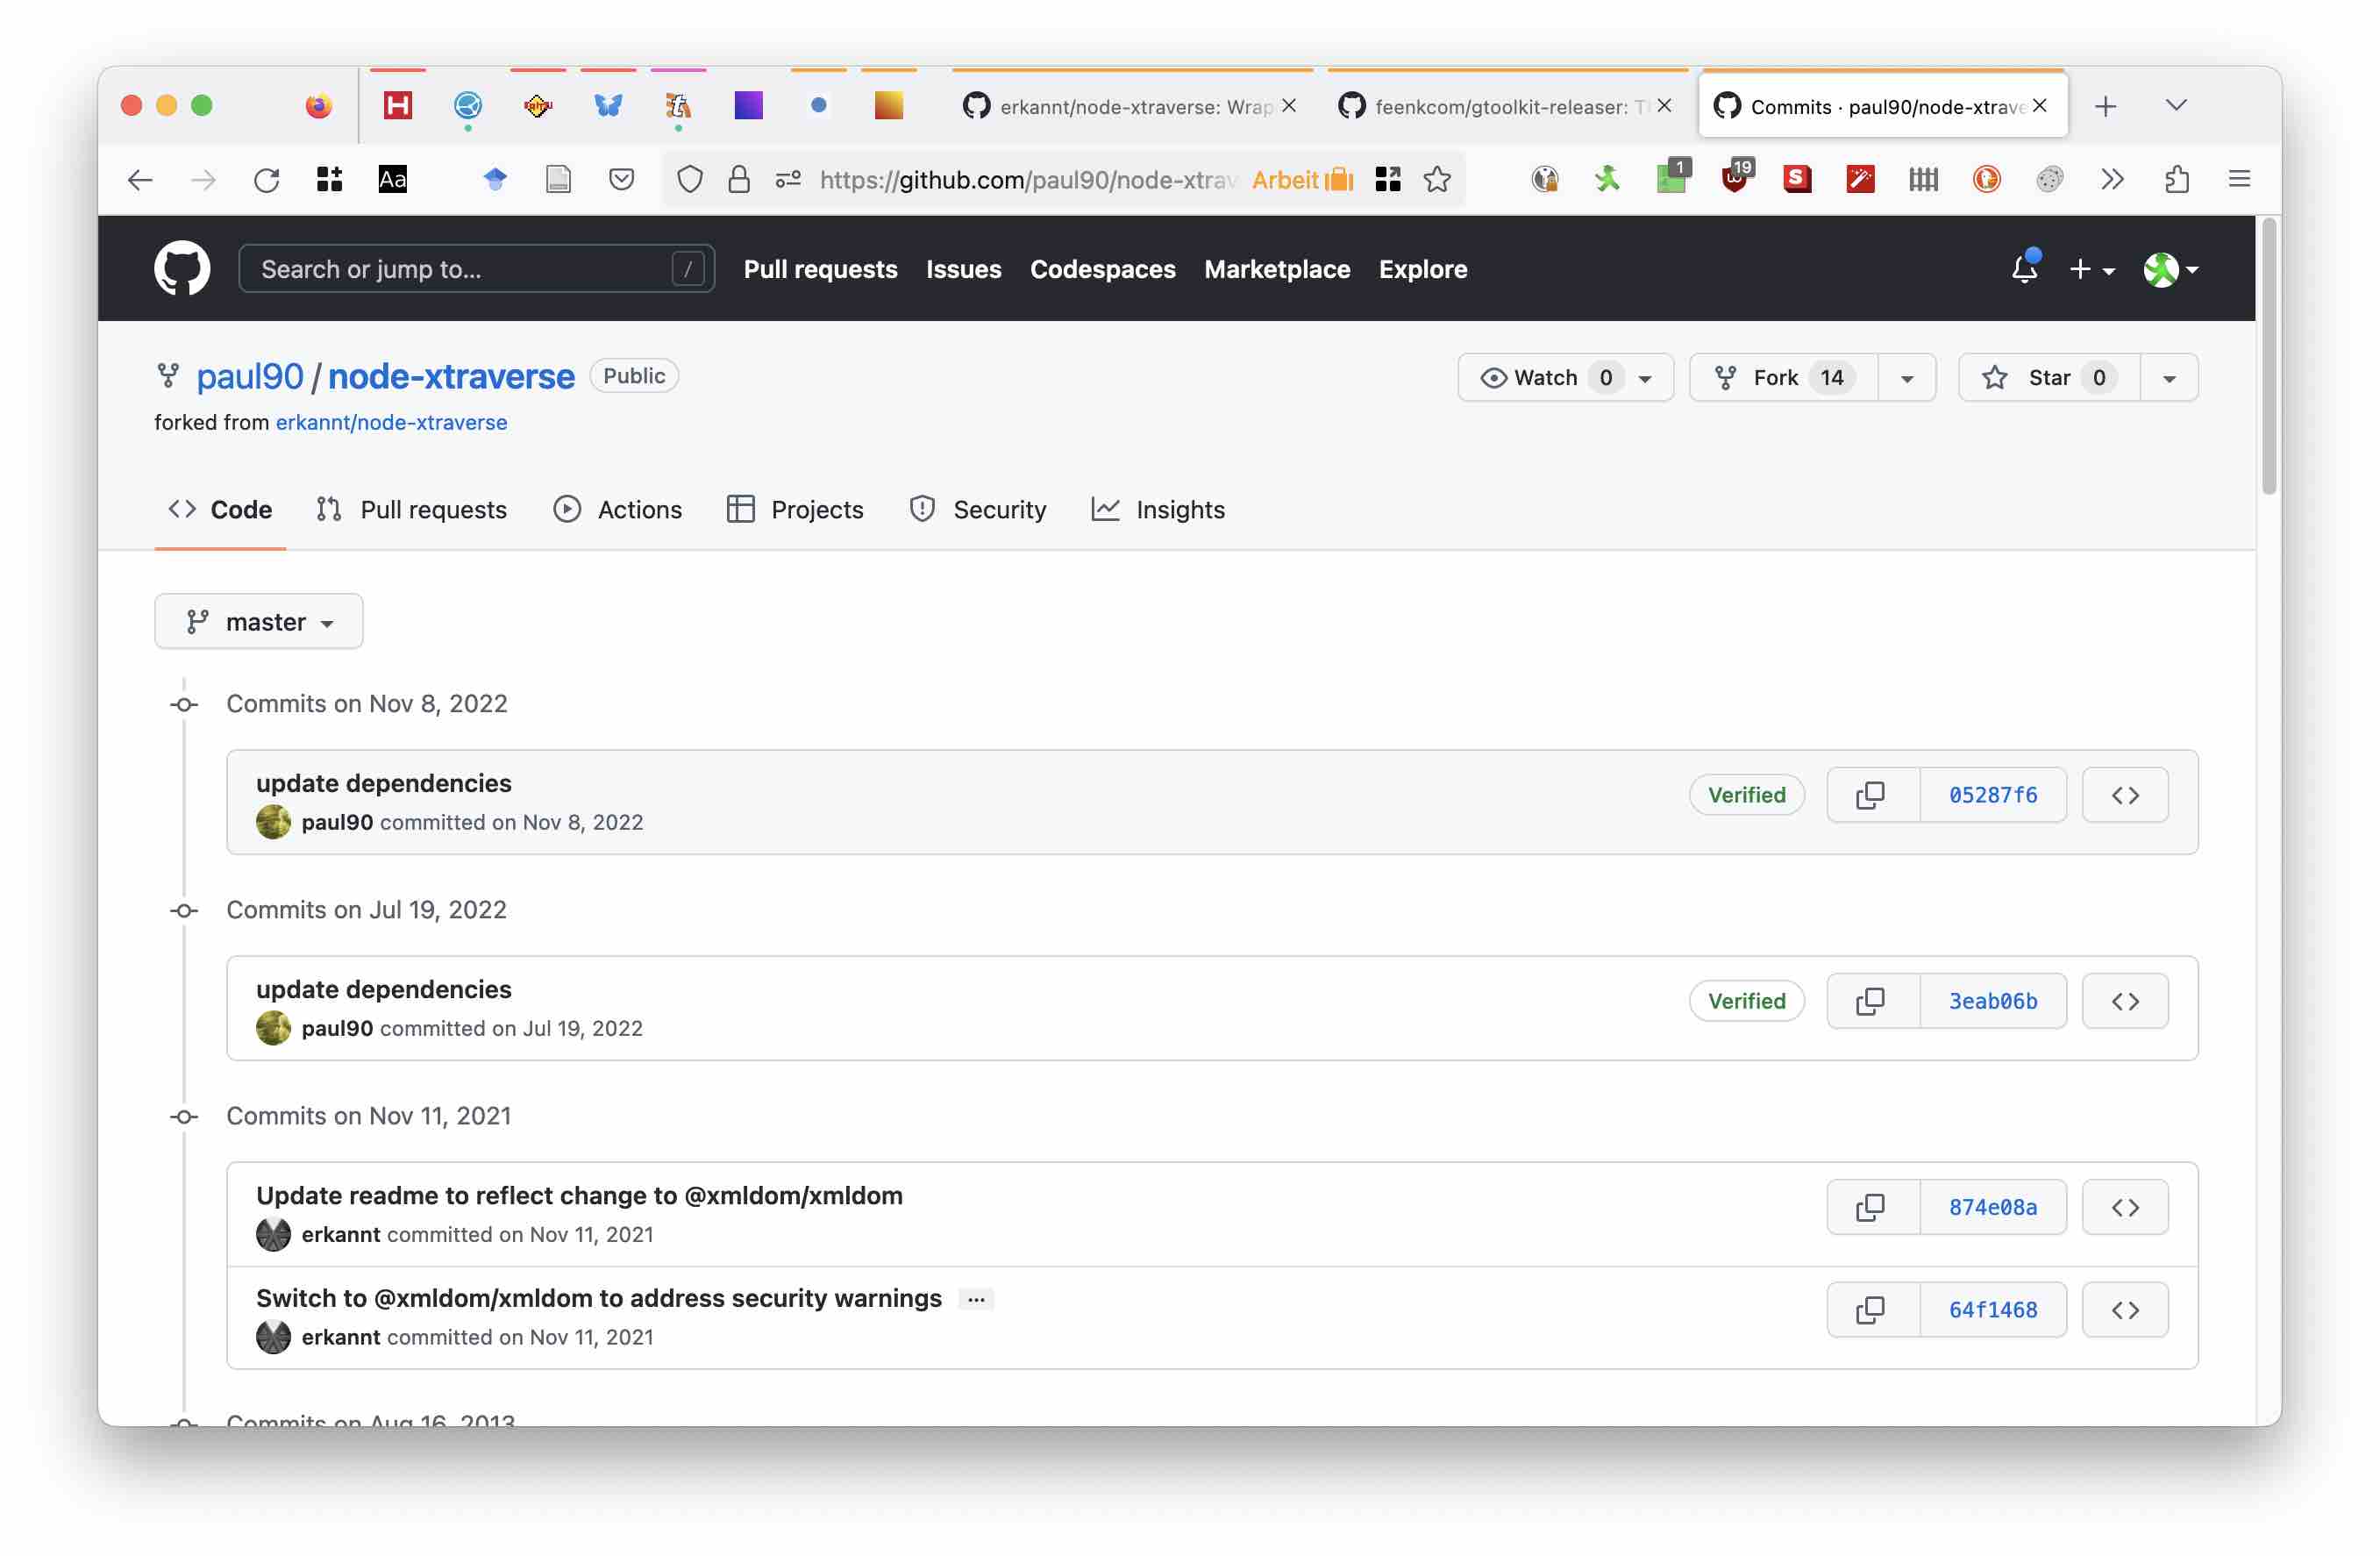 erkannt/node-xtraverse: Wrap
feenkcom/gtoolkit-releaser: T
Commits · paul90/node-xtrave
Aa
https://github.com/paul90/node-xtrav
Arbeit
1
19
S
Search or jump to...
/
Pull requests
Issues
Codespaces
Marketplace
Explore
paul90 / node-xtraverse
Public
Watch 0
Fork 14
Star 0
forked from erkannt/node-xtraverse
Code
Pull requests
Actions
Projects
Security
Insights
master
Commits on Nov 8, 2022
update dependencies
paul90 committed on Nov 8, 2022
Verified
05287f6
Commits on Jul 19, 2022
update dependencies
paul90 committed on Jul 19, 2022
Verified
3eab06b
Commits on Nov 11, 2021
Update readme to reflect change to @xmldom/xmldom
erkannt committed on Nov 11, 2021
874e08a
Switch to @xmldom/xmldom to address security warnings ...
erkannt committed on Nov 11, 2021
64f1468
Commits on Aug 16, 2013